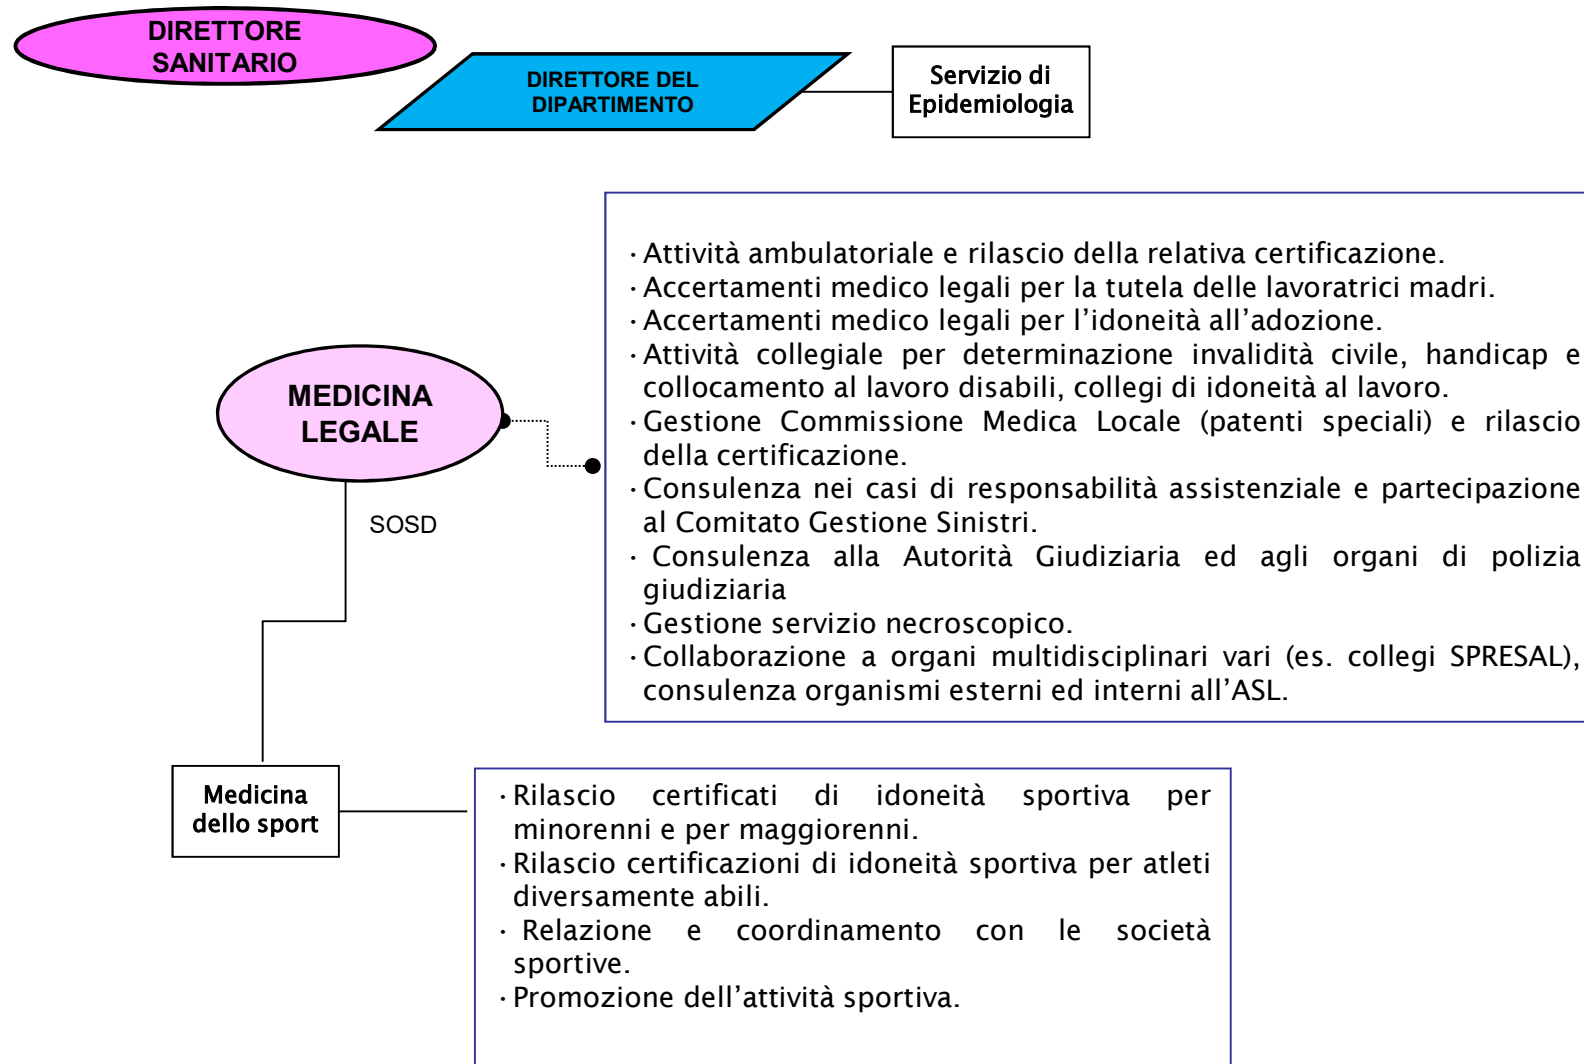 DIRETTORE
SANITARIO
DIRETTORE DEL
DIPARTIMENTO
Servizio di
Epidemiologia
· Attività ambulatoriale e rilascio della relativa certificazione.
· Accertamenti medico legali per la tutela delle lavoratrici madri.
· Accertamenti medico legali per l’idoneità all’adozione.
· Attività collegiale per determinazione invalidità civile, handicap e
collocamento al lavoro disabili, collegi di idoneità al lavoro.
· Gestione Commissione Medica Locale (patenti speciali) e rilascio
della certificazione.
· Consulenza nei casi di responsabilità assistenziale e partecipazione
al Comitato Gestione Sinistri.
· Consulenza alla Autorità Giudiziaria ed agli organi di polizia
giudiziaria
· Gestione servizio necroscopico.
· Collaborazione a organi multidisciplinari vari (es. collegi SPRESAL),
consulenza organismi esterni ed interni all’ASL.
MEDICINA
LEGALE
SOSD
Medicina
dello sport
· Rilascio certificati di idoneità sportiva per
minorenni e per maggiorenni.
· Rilascio certificazioni di idoneità sportiva per atleti
diversamente abili.
· Relazione e coordinamento con le società
sportive.
· Promozione dell’attività sportiva.